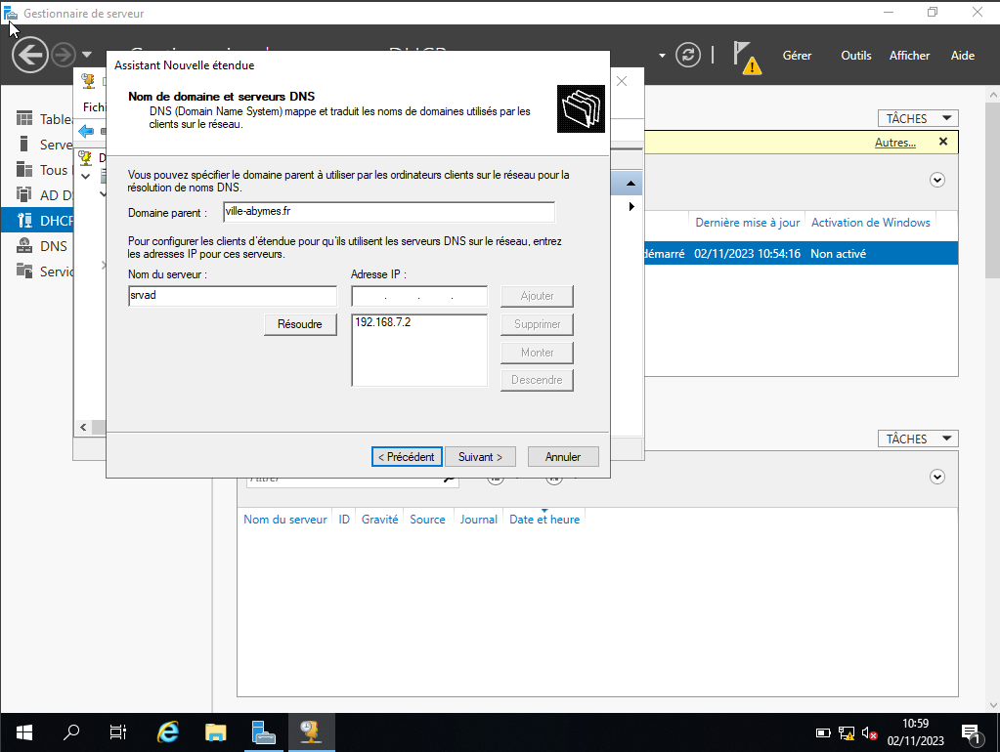 Gestionnaire de serveur
Gérer
Outils
Afficher
Aide
Assistant Nouvelle étendue
Nom de domaine et serveurs DNS
DNS (Domain Name System) mappe et traduit les noms de domaines utilisés par les
clients sur le réseau.
Vous pouvez spécifier le domaine parent à utiliser par les ordinateurs clients sur le réseau pour la
résolution de noms DNS.
Domaine parent :
ville-abymes.fr
Pour configurer les clients d'étendue pour qu'ils utilisent les serveurs DNS sur le réseau, entrez
les adresses IP pour ces serveurs.
Nom du serveur :
Adresse IP :
srvad
. . .
Ajouter
Résoudre
192.168.7.2
Supprimer
Monter
Descendre
< Précédent
Suivant >
Annuler
Tous
DHCP
DNS
TÂCHES
Autres...
Dernière mise à jour
Activation de Windows
démarré
02/11/2023 10:54:16
Non activé
TÂCHES
Filtrer
Nom du serveur
ID
Gravité
Source
Journal
Date et heure
10:59
02/11/2023
1